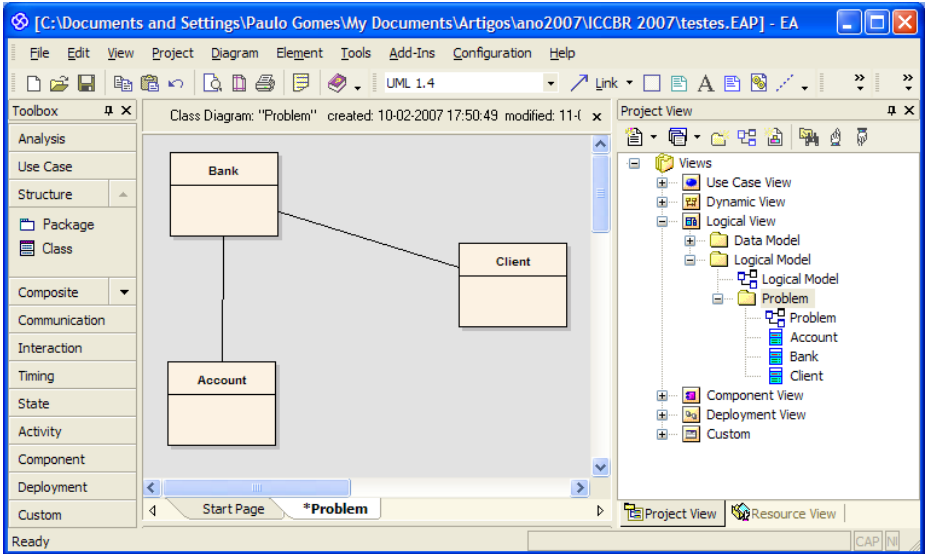 [C:\Documents and Settings\Paulo Gomes\My Documents\Artigos\ano2007\ICCBR 2007\testes.EAP] - EA
File Edit View Project Diagram Element Tools Add-Ins Configuration Help
UML 1.4 Link A
Toolbox
Class Diagram: "Problem" created: 10-02-2007 17:50:49 modified: 11-(
Project View
Analysis
Use Case
Structure
Package
Class
Composite
Communication
Interaction
Timing
State
Activity
Component
Deployment
Custom
Bank
Client
Account
Start Page *Problem
Views
Use Case View
Dynamic View
Logical View
Data Model
Logical Model
Logical Model
Problem
Problem
Account
Bank
Client
Component View
Deployment View
Custom
Project View Resource View
Ready
CAP NI